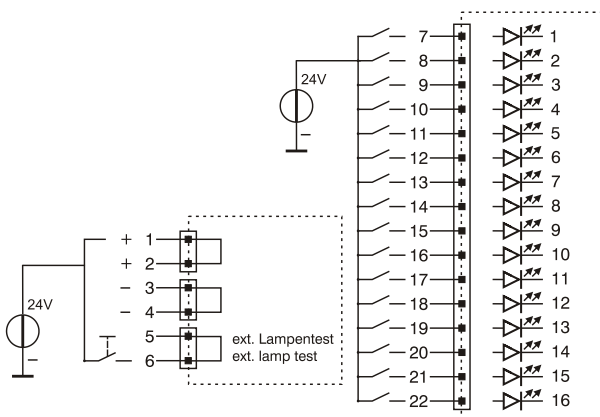 7 1
24V 8 2
9 3
10 4
− 11 5
12 6
13 7
14 8
+ 1 15 9
+ 2 16 10
− 3 17 11
24V − 4 18 12
5 ext. Lampentest 19 13
− 6 ext. lamp test 20 14
21 15
22 16